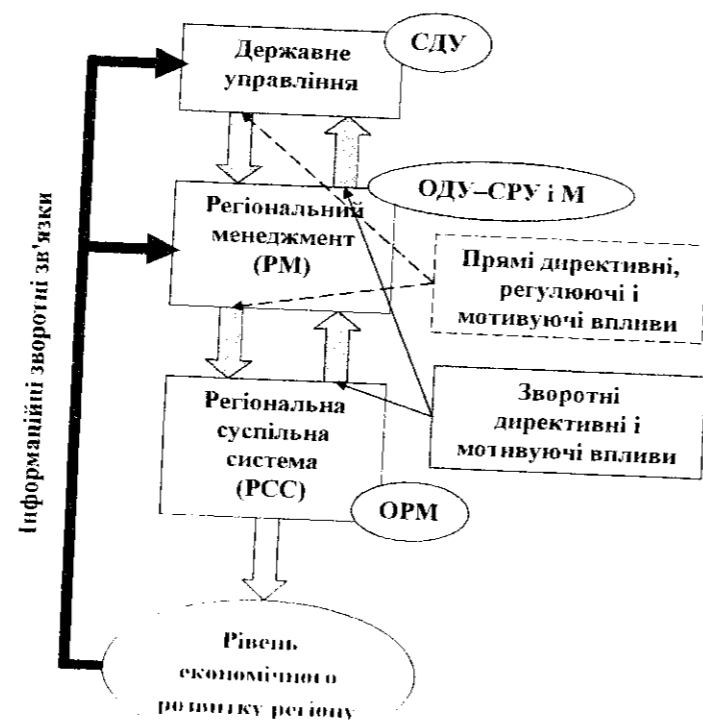 СДУ
Державне
управління
ОДУ–СРУ і М
Регіональний
менеджмент
(РМ)
Прямі директивні,
регулюючі і
мотивуючі впливи
Інформаційні зворотні зв'язки
Зворотні
директивні і
мотивуючі впливи
Регіональна
суспільна
система
(РСС)
ОРМ
Рівень
економічного
розвитку регіону